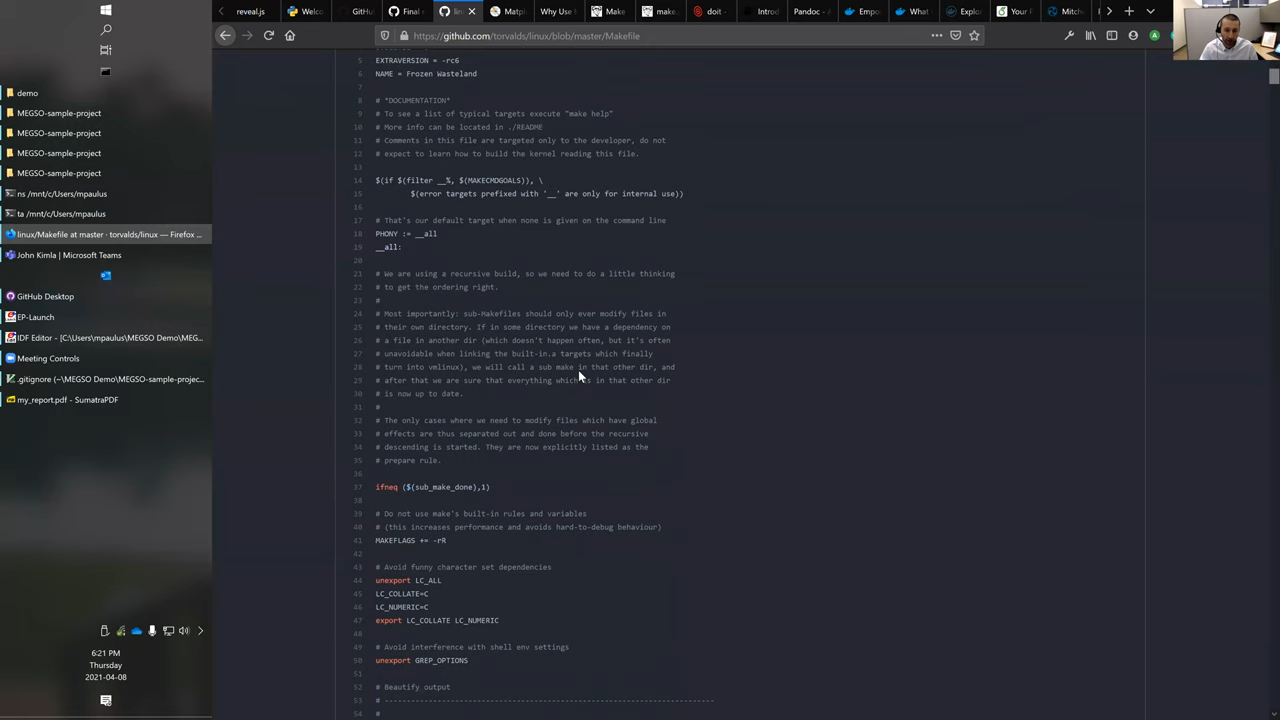 reveal.js
Welco
GitHu
Final
linu
Matpl
Why Use
Make
make.
doit -
Introd
Pandoc -
Empo
What
Explo
Your F
Mitche
https://github.com/torvalds/linux/blob/master/Makefile
demo
MEGSO-sample-project
MEGSO-sample-project
MEGSO-sample-project
MEGSO-sample-project
ns /mnt/c/Users/mpaulus
ta /mnt/c/Users/mpaulus
linux/Makefile at master · torvalds/linux — Firefox ...
John Kimla | Microsoft Teams
GitHub Desktop
EP-Launch
IDF Editor - [C:\Users\mpaulus\MEGSO Demo\MEG...
Meeting Controls
.gitignore (~\MEGSO Demo\MEGSO-sample-projec...
my_report.pdf - SumatraPDF
6:21 PM
Thursday
2021-04-08
5 EXTRAVERSION = -rc6
6 NAME = Frozen Wasteland
7
8 # *DOCUMENTATION*
9 # To see a list of typical targets execute "make help"
10 # More info can be located in ./README
11 # Comments in this file are targeted only to the developer, do not
12 # expect to learn how to build the kernel reading this file.
13
14 $(if $(filter __%, $(MAKECMDGOALS)), \
15 $(error targets prefixed with '__' are only for internal use))
16
17 # That's our default target when none is given on the command line
18 PHONY := __all
19 __all:
20
21 # We are using a recursive build, so we need to do a little thinking
22 # to get the ordering right.
23 #
24 # Most importantly: sub-Makefiles should only ever modify files in
25 # their own directory. If in some directory we have a dependency on
26 # a file in another dir (which doesn't happen often, but it's often
27 # unavoidable when linking the built-in.a targets which finally
28 # turn into vmlinux), we will call a sub make in that other dir, and
29 # after that we are sure that everything which is in that other dir
30 # is now up to date.
31 #
32 # The only cases where we need to modify files which have global
33 # effects are thus separated out and done before the recursive
34 # descending is started. They are now explicitly listed as the
35 # prepare rule.
36
37 ifneq ($(sub_make_done),1)
38
39 # Do not use make's built-in rules and variables
40 # (this increases performance and avoids hard-to-debug behaviour)
41 MAKEFLAGS += -rR
42
43 # Avoid funny character set dependencies
44 unexport LC_ALL
45 LC_COLLATE=C
46 LC_NUMERIC=C
47 export LC_COLLATE LC_NUMERIC
48
49 # Avoid interference with shell env settings
50 unexport GREP_OPTIONS
51
52 # Beautify output
53 # ---------------------------------------------------------------------------
54 #